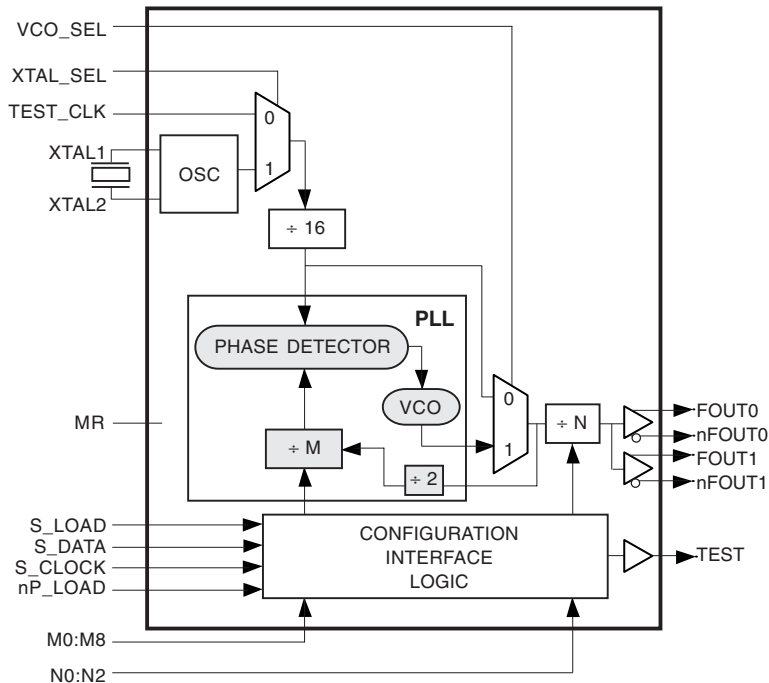 VCO_SEL
XTAL_SEL
TEST_CLK
0
XTAL1
OSC
1
XTAL2
÷ 16
PLL
PHASE DETECTOR
VCO
0
FOUT0
MR
÷ N
nFOUT0
÷ M
1
FOUT1
÷ 2
nFOUT1
S_LOAD
S_DATA
S_CLOCK
nP_LOAD
CONFIGURATION
INTERFACE
LOGIC
TEST
M0:M8
N0:N2